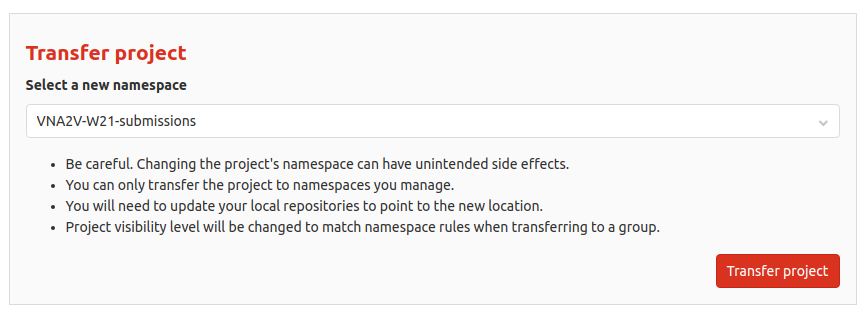 Transfer project
Select a new namespace
VNA2V-W21-submissions
Be careful. Changing the project's namespace can have unintended side effects.
You can only transfer the project to namespaces you manage.
You will need to update your local repositories to point to the new location.
Project visibility level will be changed to match namespace rules when transferring to a group.
Transfer project